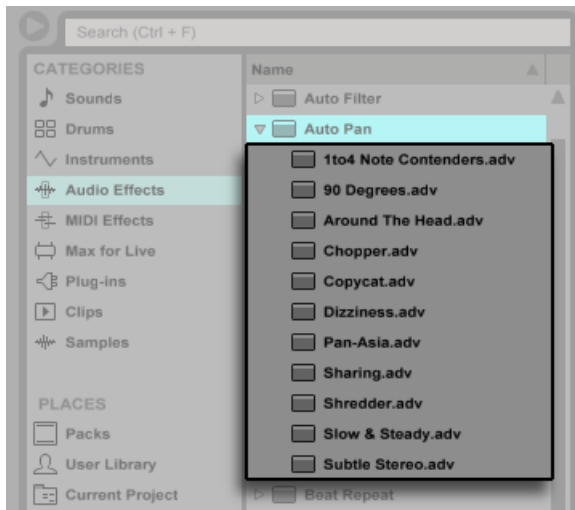 Search (Ctrl + F)
CATEGORIES
Sounds
Drums
Instruments
Audio Effects
MIDI Effects
Max for Live
Plug-ins
Clips
Samples
PLACES
Packs
User Library
Current Project
Name
Auto Filter
Auto Pan
1to4 Note Contenders.adv
90 Degrees.adv
Around The Head.adv
Chopper.adv
Copycat.adv
Dizziness.adv
Pan-Asia.adv
Sharing.adv
Shredder.adv
Slow & Steady.adv
Subtle Stereo.adv
Beat Repeat